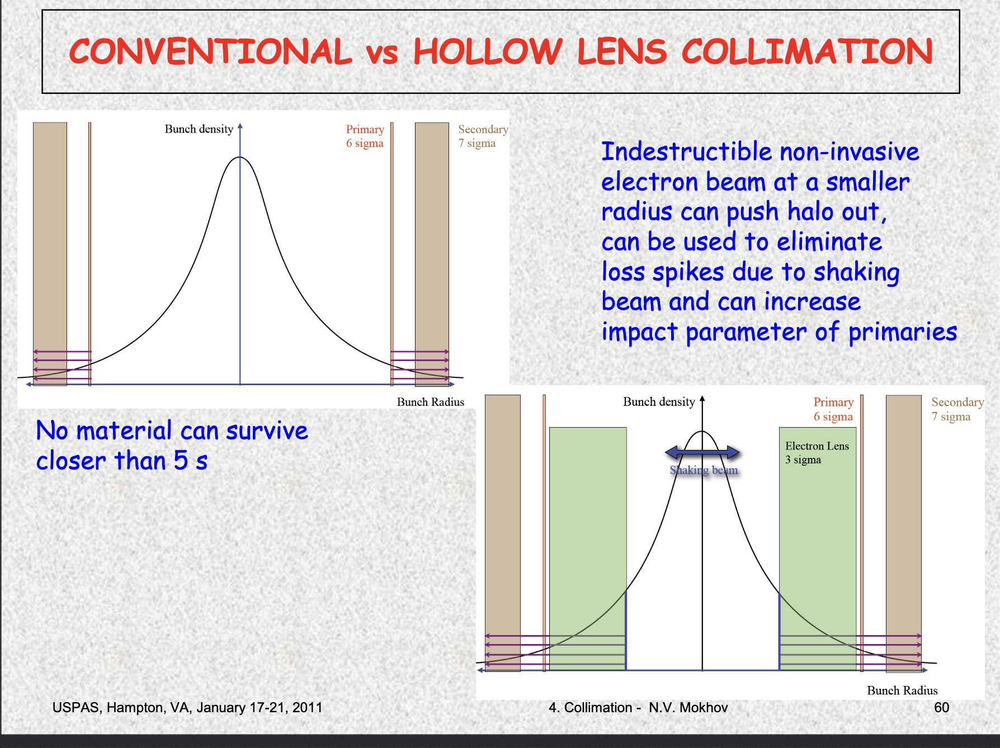 CONVENTIONAL vs HOLLOW LENS COLLIMATION
Bunch density
Primary
6 sigma
Secondary
7 sigma
Bunch Radius
Indestructible non-invasive
electron beam at a smaller
radius can push halo out,
can be used to eliminate
loss spikes due to shaking
beam and can increase
impact parameter of primaries
No material can survive
closer than 5 s
Bunch density
Primary
6 sigma
Secondary
7 sigma
Electron Lens
3 sigma
Shaking beam
Bunch Radius
USPAS, Hampton, VA, January 17-21, 2011
4. Collimation - N.V. Mokhov
60